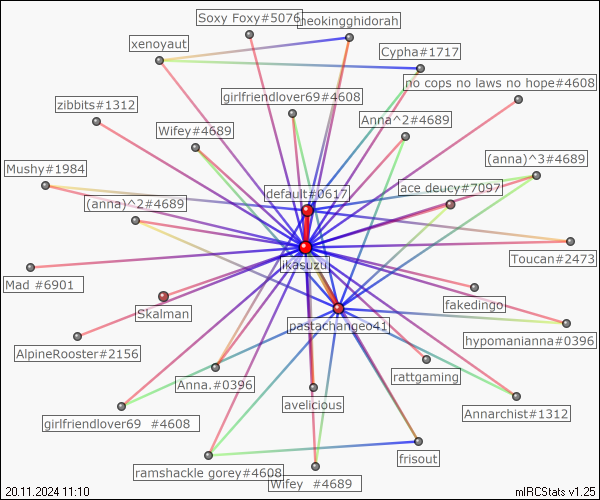 Soxy Foxy#5076
neokingghidorah
xenoyaut
Cypha#1717
no cops no laws no hope#4608
girlfriendlover69#4608
zibbits#1312
Anna^2#4689
Wifey#4689
(anna)^3#4689
Mushy#1984
default#0617
ace deucy#7097
(anna)^2#4689
Toucan#2473
ikasuzu
Mad #6901
fakedingo
Skalman
pastachangeo41
hypomanianna#0396
AlpineRooster#2156
rattgaming
Anna.#0396
avelicious
Annarchist#1312
girlfriendlover69 #4608
frisout
ramshackle gorey#4608
Wifey #4689
20.11.2024 11:10
mIRCStats v1.25